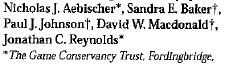 Nicholas J. Aebischer*, Sandra E. Baker†,
Paul J. Johnson†, David W. Macdonald†,
Jonathan C. Reynolds*
*The Game Conservancy Trust, Fordingbridge,